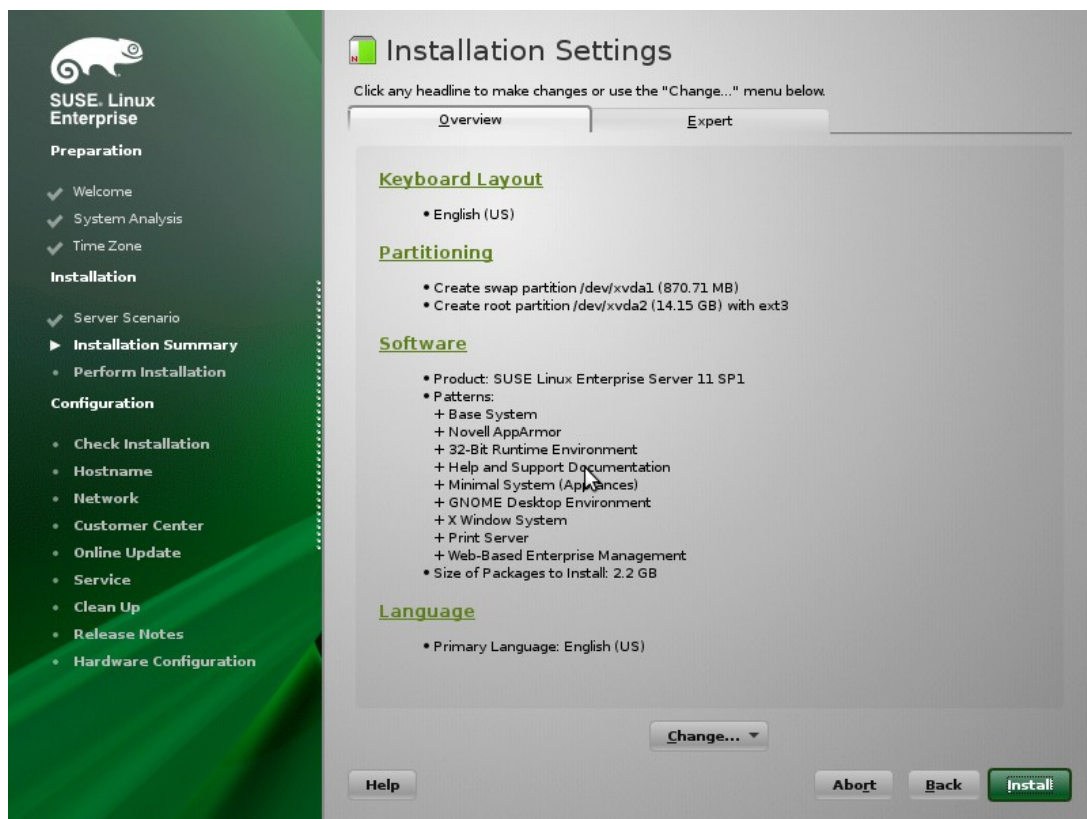 SUSE. Linux
Enterprise
Preparation
Welcome
System Analysis
Time Zone
Installation
Server Scenario
Installation Summary
Perform Installation
Configuration
Check Installation
Hostname
Network
Customer Center
Online Update
Service
Clean Up
Release Notes
Hardware Configuration
N
Installation Settings
Click any headline to make changes or use the "Change..." menu below.
Overview
Expert
Keyboard Layout
• English (US)
Partitioning
• Create swap partition /dev/xvda1 (870.71 MB)
• Create root partition /dev/xvda2 (14.15 GB) with ext3
Software
• Product: SUSE Linux Enterprise Server 11 SP1
• Patterns:
+ Base System
+ Novell AppArmor
+ 32-Bit Runtime Environment
+ Help and Support Documentation
+ Minimal System (Appliances)
+ GNOME Desktop Environment
+ X Window System
+ Print Server
+ Web-Based Enterprise Management
• Size of Packages to Install: 2.2 GB
Language
• Primary Language: English (US)
Change...
Help
Abort
Back
Install